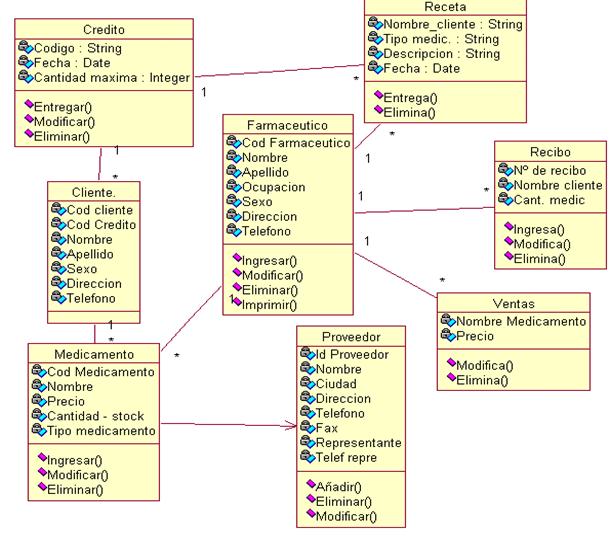 Credito
Codigo : String
Fecha : Date
Cantidad maxima : Integer
Entregar()
Modificar()
Eliminar()
Receta
Nombre_cliente : String
Tipo medic. : String
Descripcion : String
Fecha : Date
Entrega()
Elimina()
1
*
Farmaceutico
Cod Farmaceutico
Nombre
Apellido
Ocupacion
Sexo
Direccion
Telefono
Ingresar()
Modificar()
Eliminar()
Imprimir()
*
1
Recibo
Nº de recibo
Nombre cliente
Cant. medic
Ingresa()
Modifica()
Elimina()
1
*
1
*
Cliente.
Cod cliente
Cod Credito
Nombre
Apellido
Sexo
Direccion
Telefono
1
*
Ventas
Nombre Medicamento
Precio
Modifica()
Elimina()
1
*
1
*
Medicamento
Cod Medicamento
Nombre
Precio
Cantidad - stock
Tipo medicamento
Ingresar()
Modificar()
Eliminar()
Proveedor
Id Proveedor
Nombre
Ciudad
Direccion
Telefono
Fax
Representante
Telef repre
Añadir()
Eliminar()
Modificar()